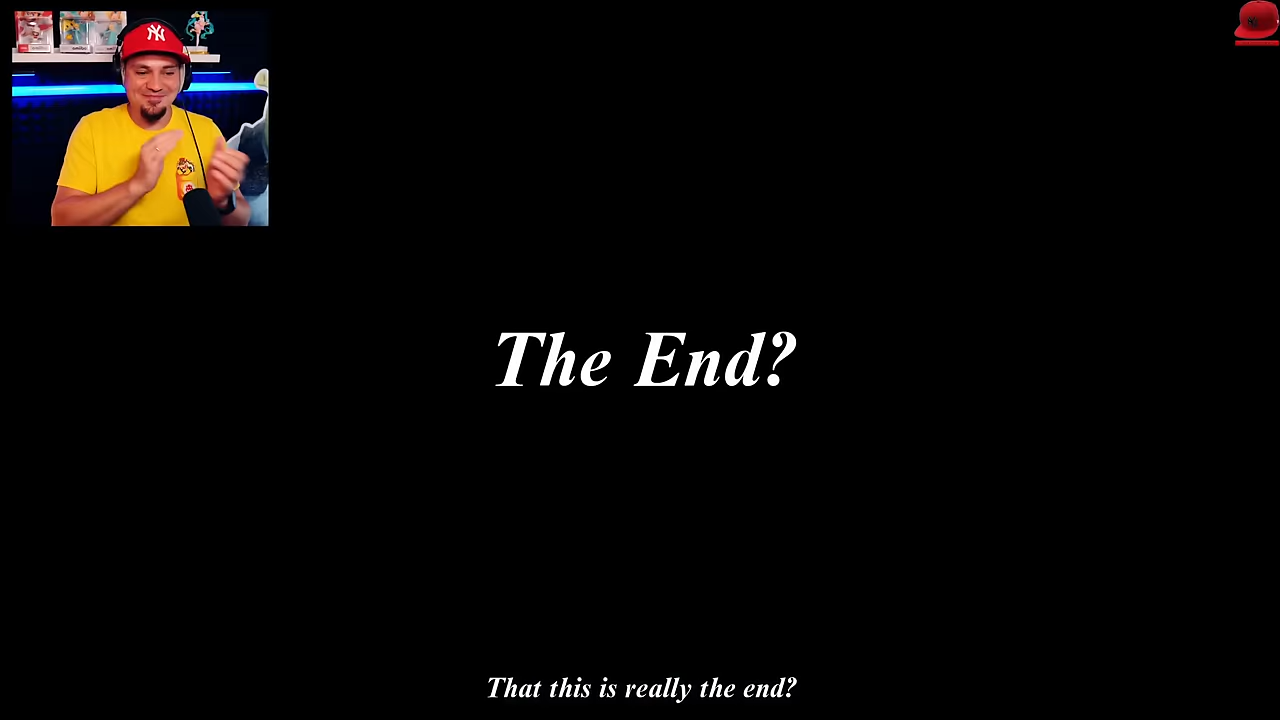 NY
The End?
That this is really the end?